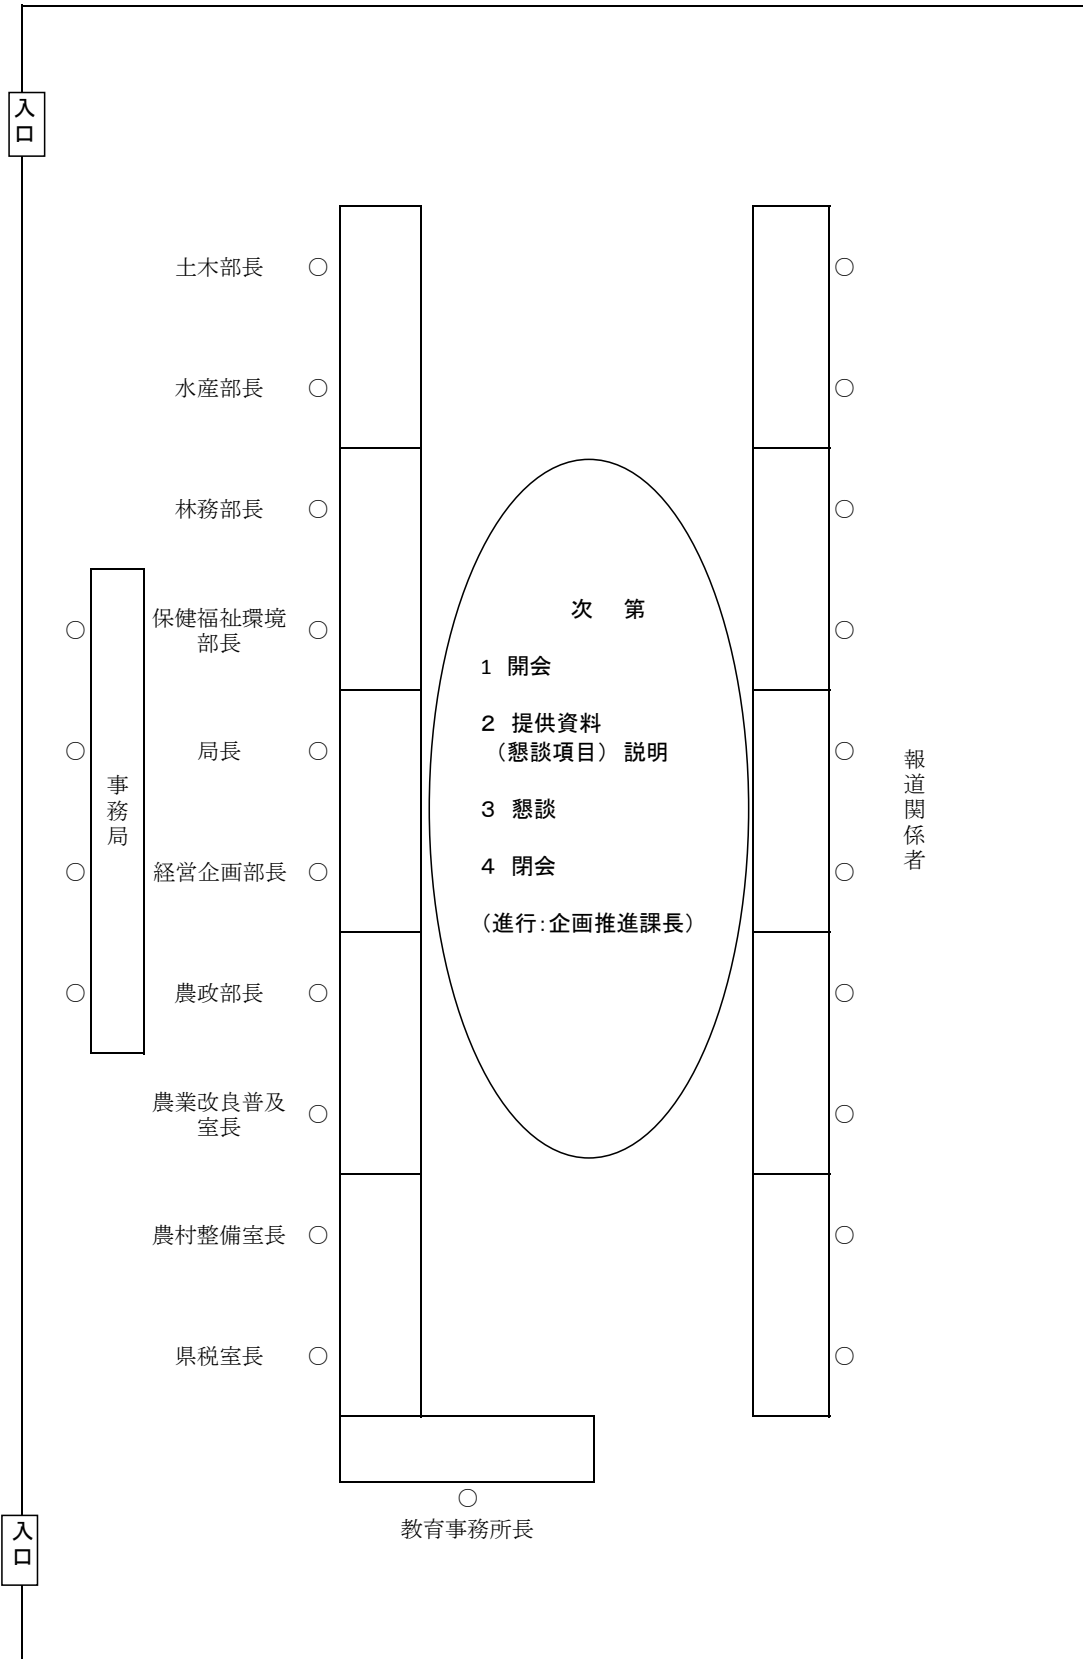 入口
土木部長 ○ ○
水産部長 ○ ○
林務部長 ○ ○
○ 保健福祉環境
部長 ○ ○
○ 局長 ○ ○
○ 経営企画部長 ○ ○
○ 農政部長 ○ ○
農業改良普及
室長 ○ ○
農村整備室長 ○ ○
県税室長 ○ ○
○
教育事務所長
事務局
次 第
1 開会
2 提供資料
（懇談項目） 説明
3 懇談
4 閉会
（進行：企画推進課長）
報道関係者
入口